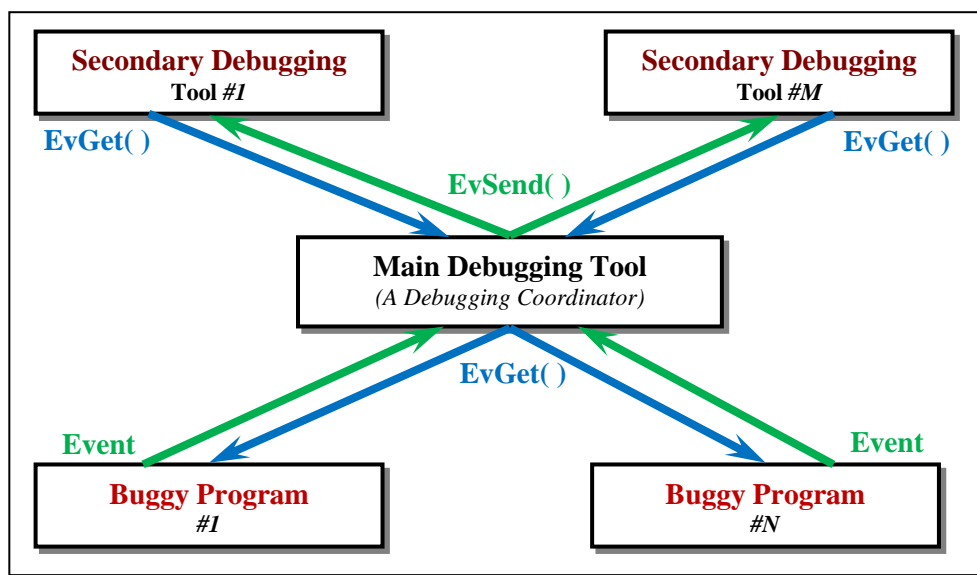 Secondary Debugging
Tool #1
Secondary Debugging
Tool #M
EvGet( )
EvGet( )
EvSend( )
Main Debugging Tool
(A Debugging Coordinator)
EvGet( )
Event
Event
Buggy Program
#1
Buggy Program
#N